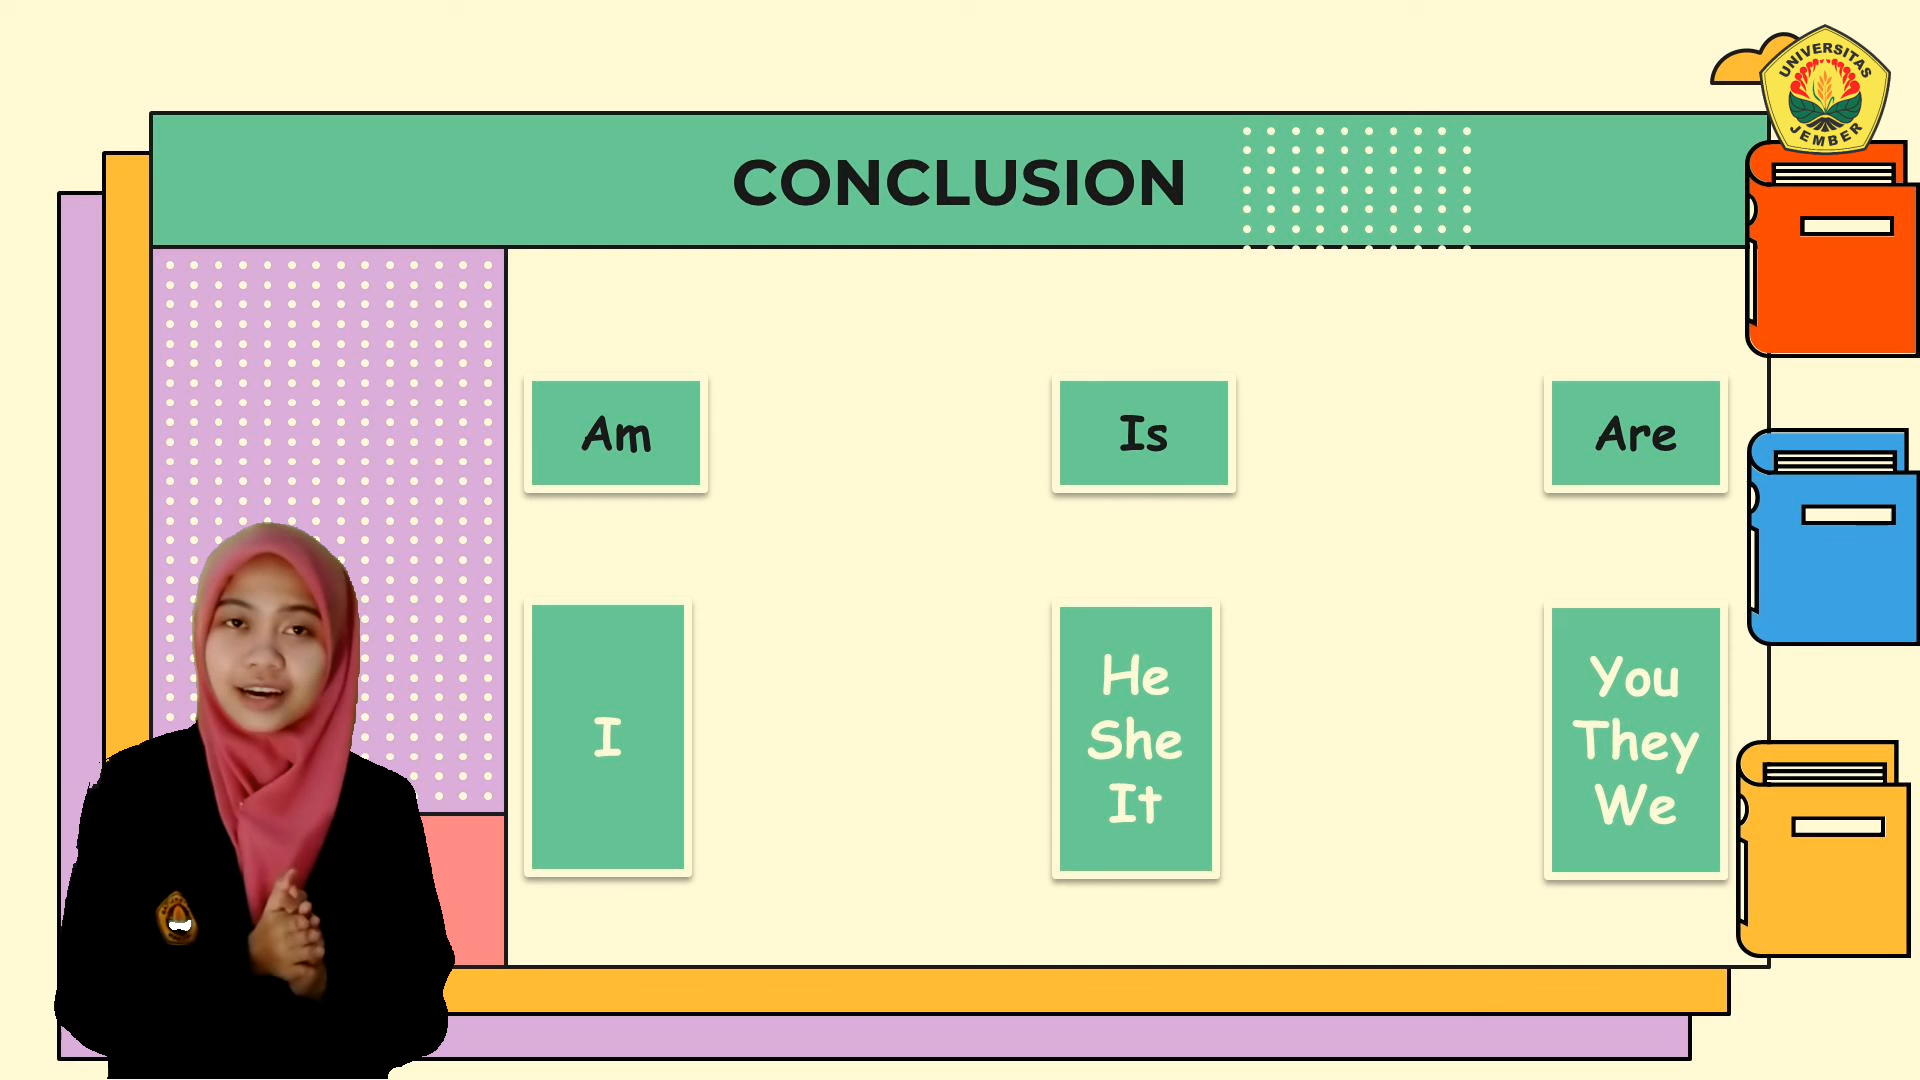 UNIVERSITAS
JEMBER
CONCLUSION
Am
Is
Are
I
He
She
It
You
They
We